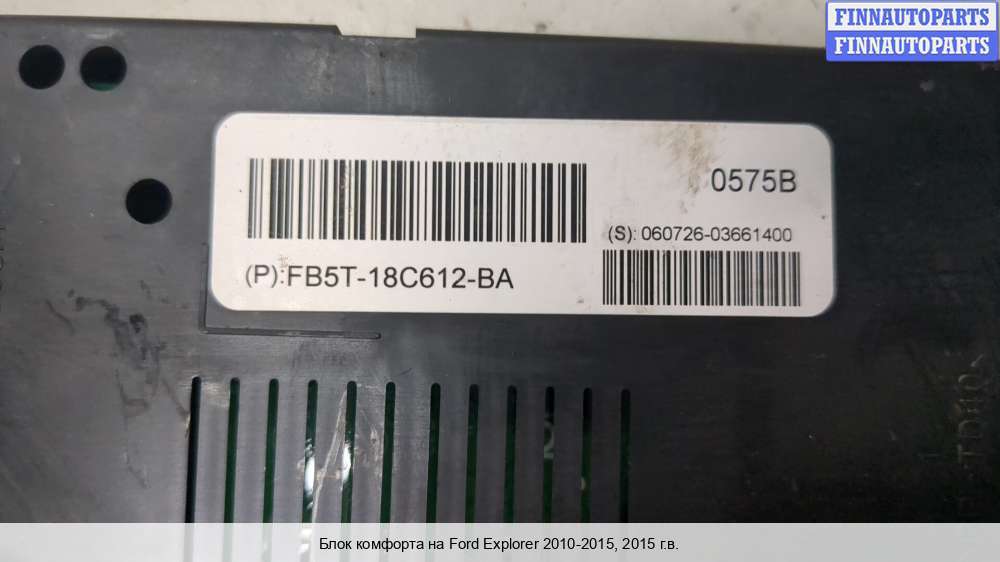 FINNAUTOPARTS
FINNAUTOPARTS
0575B
(S): 060726-03661400
(P):FB5T-18C612-BA
Блок комфорта на Ford Explorer 2010-2015, 2015 г.в.